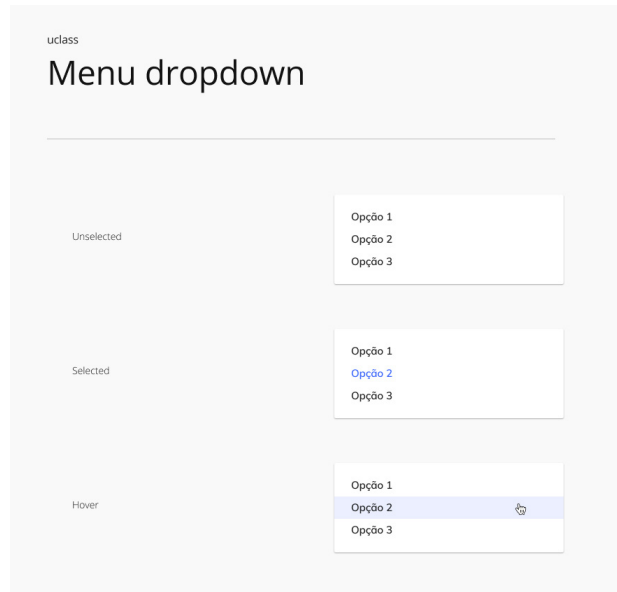 uclass
Menu dropdown
Unselected
Opção 1
Opção 2
Opção 3
Selected
Opção 1
Opção 2
Opção 3
Hover
Opção 1
Opção 2
Opção 3